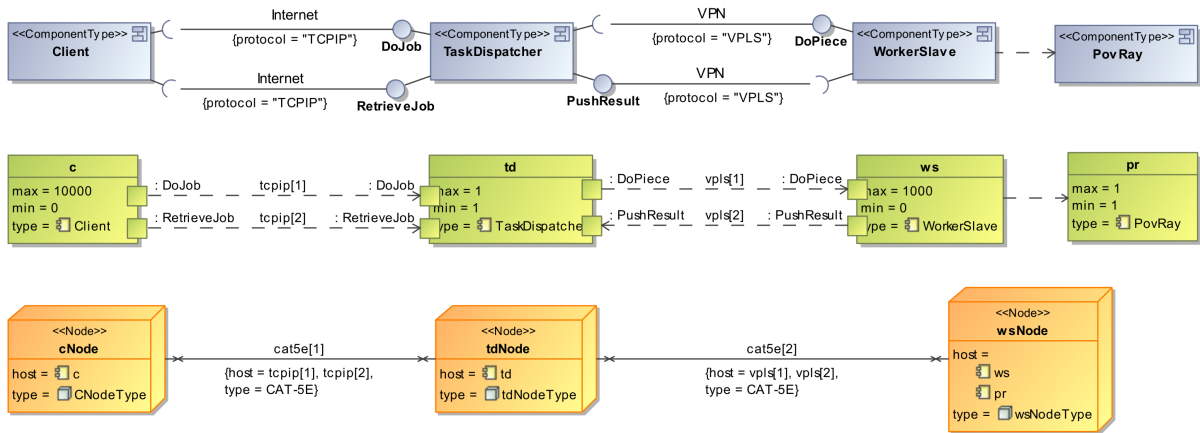 <<ComponentType>>
Client
Internet
{protocol = "TCPIP"}
DoJob
Internet
{protocol = "TCPIP"}
RetrieveJob
<<ComponentType>>
TaskDispatcher
VPN
{protocol = "VPLS"}
DoPiece
VPN
{protocol = "VPLS"}
PushResult
<<ComponentType>>
WorkerSlave
<<ComponentType>>
PovRay
c
max = 10000
min = 0
type = Client
: DoJob
tcpip[1]
: DoJob
: RetrieveJob
tcpip[2]
: RetrieveJob
td
max = 1
min = 1
type = TaskDispatche
: DoPiece
vpls[1]
: DoPiece
: PushResult
vpls[2]
: PushResult
ws
max = 1000
min = 0
type = WorkerSlave
pr
max = 1
min = 1
type = PovRay
<<Node>>
cNode
host = c
type = CNodeType
cat5e[1]
{host = tcpip[1], tcpip[2],
type = CAT-5E}
<<Node>>
tdNode
host = td
type = tdNodeType
cat5e[2]
{host = vpls[1], vpls[2],
type = CAT-5E}
<<Node>>
wsNode
host =
ws
pr
type = wsNodeType